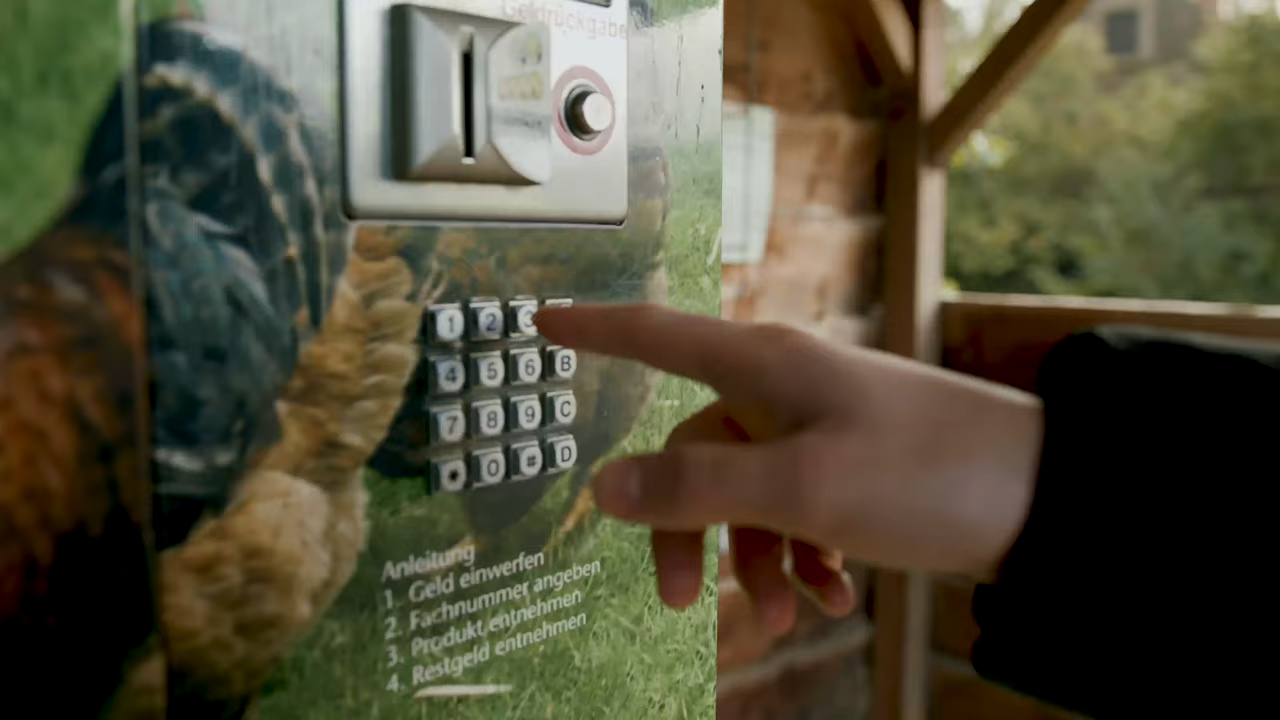 Geldrückgabe
1 2 3
4 5 6 B
7 8 9 C
* 0 # D
Anleitung
1. Geld einwerfen
2. Fachnummer angeben
3. Produkt entnehmen
4. Restgeld entnehmen